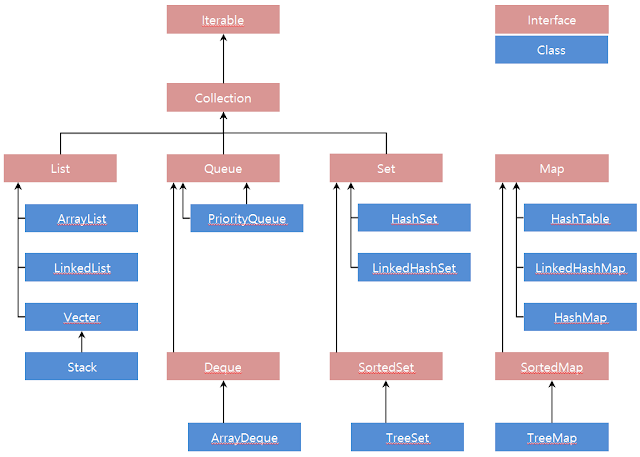 Iterable
Interface
Class
Collection
List
Queue
Set
Map
ArrayList
PriorityQueue
HashSet
HashTable
LinkedList
LinkedHashSet
LinkedHashMap
Vecter
HashMap
Stack
Deque
SortedSet
SortedMap
ArrayDeque
TreeSet
TreeMap